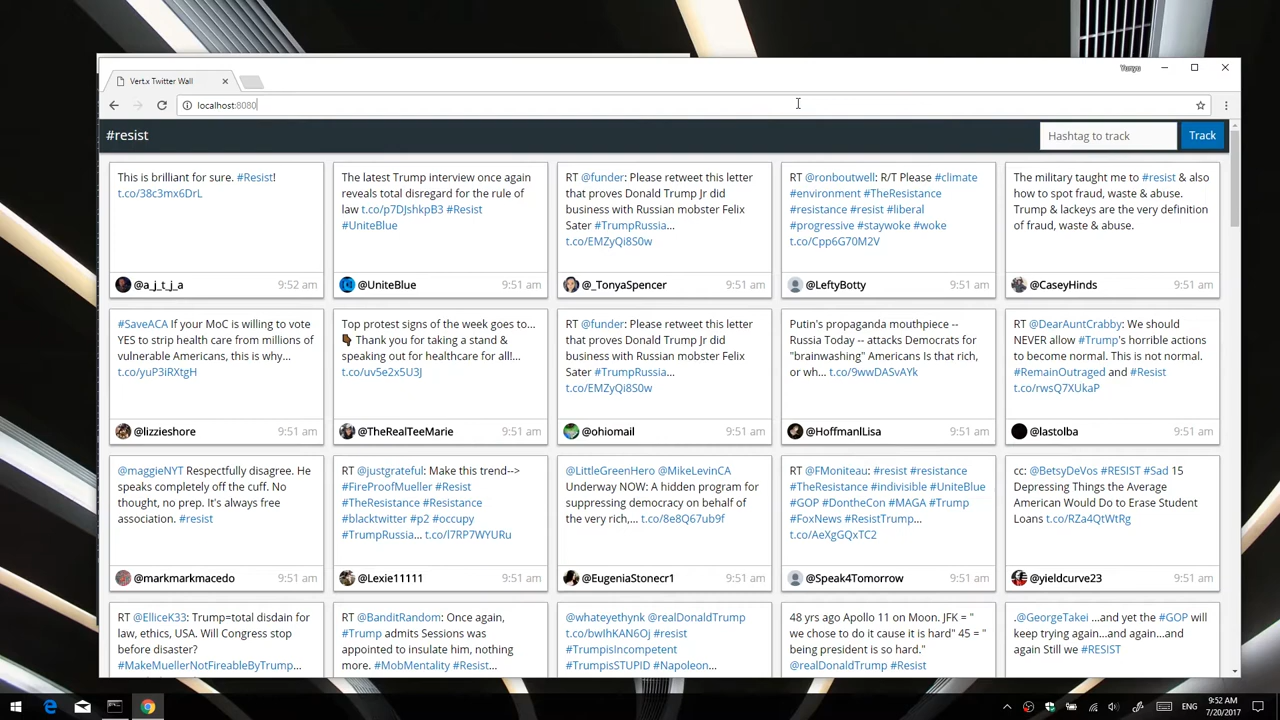 Yunyu
Vert.x Twitter Wall
localhost:8080
#resist
Hashtag to track
Track
This is brilliant for sure. #Resist!
t.co/38c3mx6DrL
@a_j_t_j_a 9:52 am
The latest Trump interview once again
reveals total disregard for the rule of
law t.co/p7DJshkpB3 #Resist
#UniteBlue
@UniteBlue 9:51 am
RT @funder: Please retweet this letter
that proves Donald Trump Jr did
business with Russian mobster Felix
Sater #TrumpRussia...
t.co/EMZyQi8S0w
@_TonyaSpencer 9:51 am
RT @ronboutwell: R/T Please #climate
#environment #TheResistance
#resistance #resist #liberal
#progressive #staywoke #woke
t.co/Cpp6G70M2V
@LeftyBotty 9:51 am
The military taught me to #resist & also
how to spot fraud, waste & abuse.
Trump & lackeys are the very definition
of fraud, waste & abuse.
@CaseyHinds 9:51 am
#SaveACA If your MoC is willing to vote
YES to strip health care from millions of
vulnerable Americans, this is why...
t.co/yuP3iRXtgH
@lizzieshore 9:51 am
Top protest signs of the week goes to...
Thank you for taking a stand &
speaking out for healthcare for all!...
t.co/uv5e2x5U3J
@TheRealTeeMarie 9:51 am
RT @funder: Please retweet this letter
that proves Donald Trump Jr did
business with Russian mobster Felix
Sater #TrumpRussia...
t.co/EMZyQi8S0w
@ohiomail 9:51 am
Putin's propaganda mouthpiece --
Russia Today -- attacks Democrats for
"brainwashing" Americans Is that rich,
or wh... t.co/9wwDASvAYk
@HoffmanlLisa 9:51 am
RT @DearAuntCrabby: We should
NEVER allow #Trump's horrible actions
to become normal. This is not normal.
#RemainOutraged and #Resist
t.co/rwsQ7XUkaP
@lastolba 9:51 am
@maggieNYT Respectfully disagree. He
speaks completely off the cuff. No
thought, no prep. It's always free
association. #resist
@markmarkmacedo 9:51 am
RT @justgrateful: Make this trend-->
#FireProofMueller #Resist
#TheResistance #Resistance
#blacktwitter #p2 #occupy
#TrumpRussia... t.co/l7RP7WYURu
@Lexie11111 9:51 am
@LittleGreenHero @MikeLevinCA
Underway NOW: A hidden program for
suppressing democracy on behalf of
the very rich,... t.co/8e8Q67ub9f
@EugeniaStonecr1 9:51 am
RT @FMoniteau: #resist #resistance
#TheResistance #indivisible #UniteBlue
#GOP #DontheCon #MAGA #Trump
#FoxNews #ResistTrump...
t.co/AeXgGQxTC2
@Speak4Tomorrow 9:51 am
cc: @BetsyDeVos #RESIST #Sad 15
Depressing Things the Average
American Would Do to Erase Student
Loans t.co/RZa4QtWtRg
@yieldcurve23 9:51 am
RT @ElliceK33: Trump=total disdain for
law, ethics, USA. Will Congress stop
before disaster?
#MakeMuellerNotFireableByTrump...
RT @BanditRandom: Once again,
#Trump admits Sessions was
appointed to insulate him, nothing
more. #MobMentality #Resist...
@whateyethynk @realDonaldTrump
t.co/bwIhKAN6Oj #resist
#TrumpisIncompetent
#TrumpisSTUPID #Napoleon...
48 yrs ago Apollo 11 on Moon. JFK = "
we chose to do it cause it is hard" 45 = "
being president is so hard."
@realDonaldTrump #Resist
.@GeorgeTakei ...and yet the #GOP will
keep trying again...and again...and
again Still we #RESIST
ENG
9:52 AM
7/20/2017